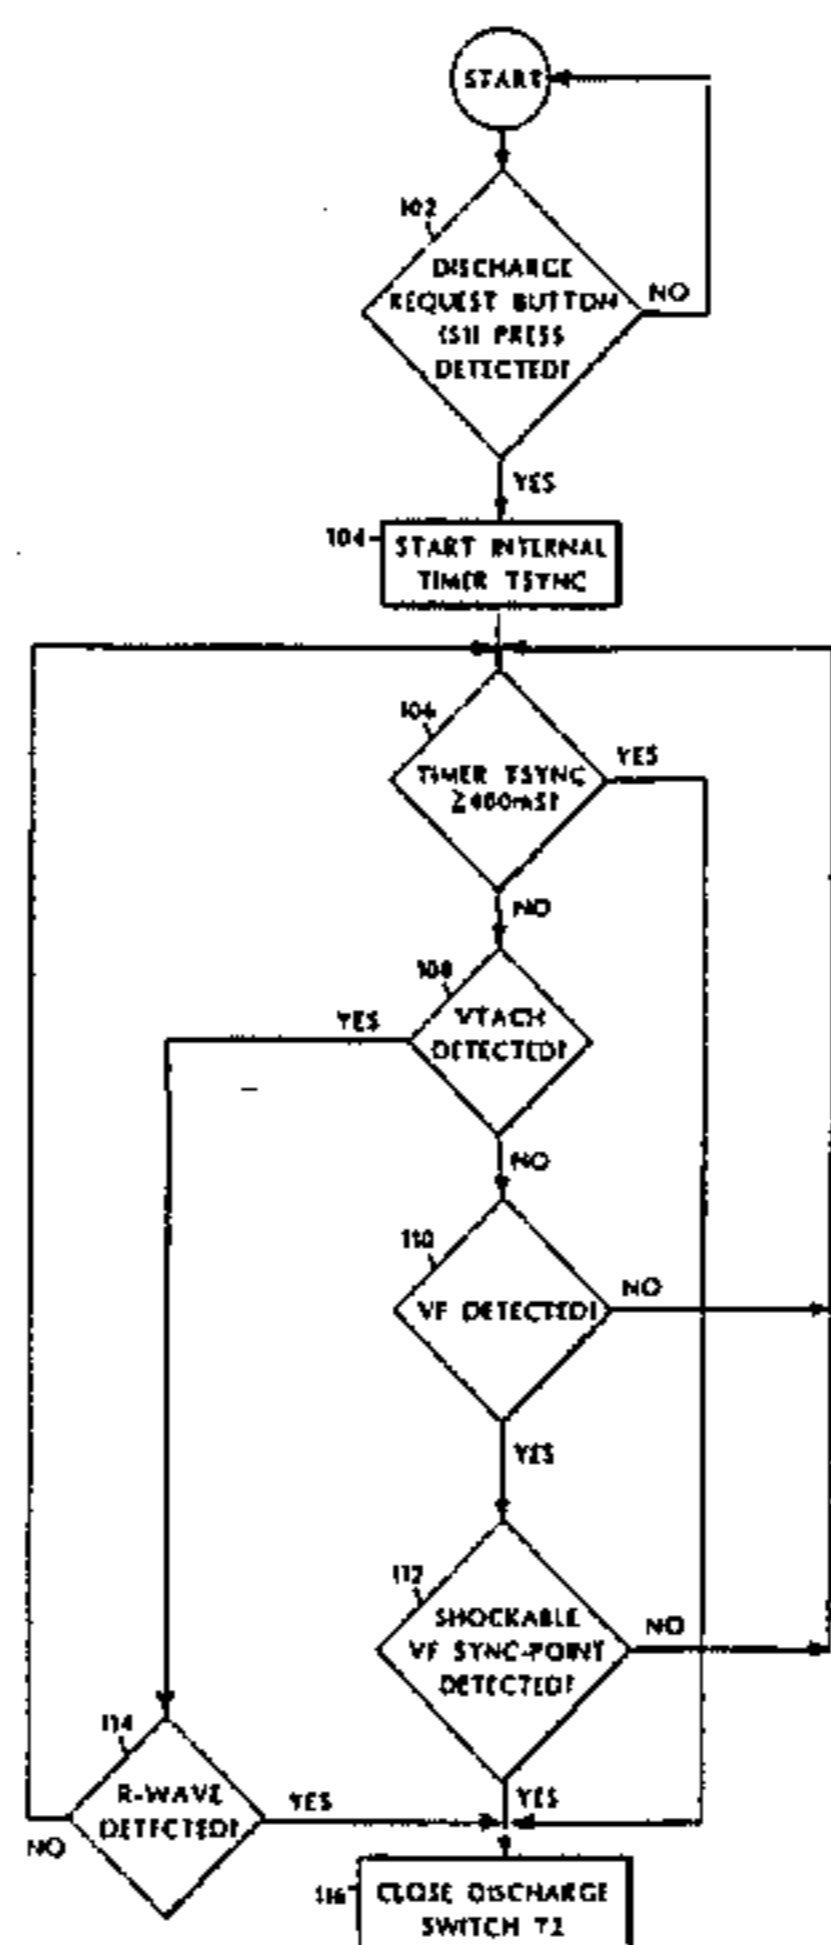 START
102
DISCHARGE
REQUEST BUTTON
(S1) PRESS
DETECTED?
NO
YES
104
START INTERNAL
TIMER TSYNC
106
TIMER TSYNC
YES
NO
108
VTACH
DETECTED?
YES
NO
110
VF DETECTED?
NO
YES
112
SHOCKABLE
VF SYNC-POINT
DETECTED?
NO
YES
114
R-WAVE
DETECTED?
YES
NO
116
CLOSE DISCHARGE
SWITCH 72